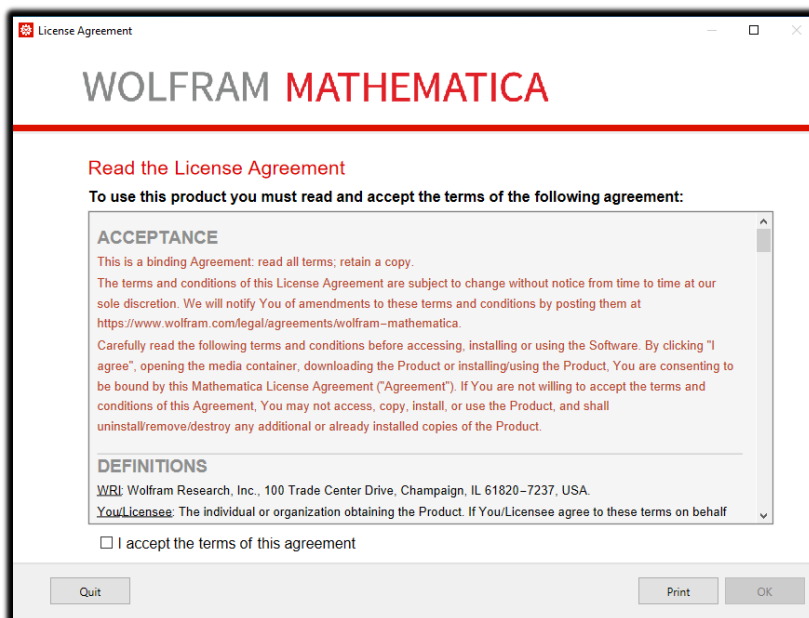 License Agreement
WOLFRAM MATHEMATICA
Read the License Agreement
To use this product you must read and accept the terms of the following agreement:
ACCEPTANCE
This is a binding Agreement: read all terms; retain a copy.
The terms and conditions of this License Agreement are subject to change without notice from time to time at our
sole discretion. We will notify You of amendments to these terms and conditions by posting them at
https://www.wolfram.com/legal/agreements/wolfram–mathematica.
Carefully read the following terms and conditions before accessing, installing or using the Software. By clicking "I
agree", opening the media container, downloading the Product or installing/using the Product, You are consenting to
be bound by this Mathematica License Agreement ("Agreement"). If You are not willing to accept the terms and
conditions of this Agreement, You may not access, copy, install, or use the Product, and shall
uninstall/remove/destroy any additional or already installed copies of the Product.
DEFINITIONS
WRI: Wolfram Research, Inc., 100 Trade Center Drive, Champaign, IL 61820–7237, USA.
You/Licensee: The individual or organization obtaining the Product. If You/Licensee agree to these terms on behalf
I accept the terms of this agreement
Quit
Print
OK